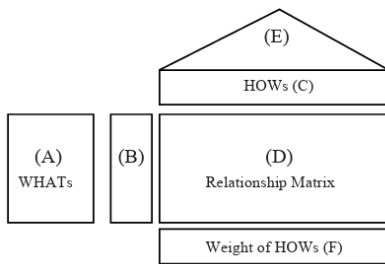 (E)
HOWs (C)
(A)
WHATs
(B)
(D)
Relationship Matrix
Weight of HOWs (F)